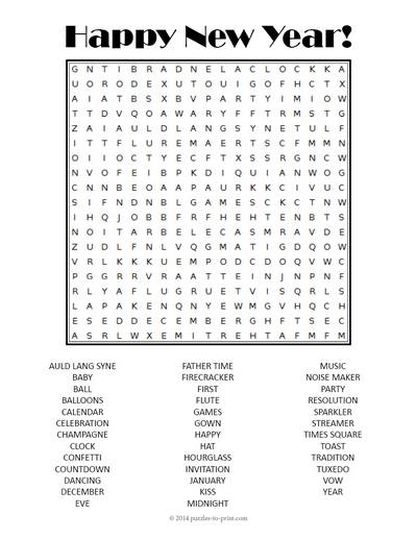 Happy New Year!
G N T I B R A D N E L A C L O C K K A
U O R O D E X U T O U I G O F H C T X
A I A T B S X B V P A R T Y I M I O W
T T D V Q O A W A R Y F F T R M S T G
Z A I A U L D L A N G S Y N E T U L F
I T T F L U R E M A E R T S C F M M N
O I I O C T Y E C F T X S S R G N C W
N V O F E I B P K D I Q U I A N W O G
C N N B E O A A P A U R K K C I V U C
S I F N D N B L G A M E S C K C T N W
I H Q J O B B F R F H E H T E N B T S
N O I T A R B E L E C A S M R A V D E
Z U D L F N L V Q G M A T I G D Q O W
V R L K K K U E M P O D C D O Q V W C
P G G R R V R A A T T E I N J N P N F
R L Y A F L U G R U E T V I S Q R L S
L A P A K E N Q N Y E W M G V H Q C H
E S E D D E C E M B E R G H F T S E C
A S R L W X E M I T R E H T A F M F M
AULD LANG SYNE FATHER TIME MUSIC
BABY FIRECRACKER NOISE MAKER
BALL FIRST PARTY
BALLOONS FLUTE RESOLUTION
CALENDAR GAMES SPARKLER
CELEBRATION GOWN STREAMER
CHAMPAGNE HAPPY TIMES SQUARE
CLOCK HAT TOAST
CONFETTI HOURGLASS TRADITION
COUNTDOWN INVITATION TUXEDO
DANCING JANUARY VOW
DECEMBER KISS YEAR
EVE MIDNIGHT
© 2014 puzzles-to-print.com